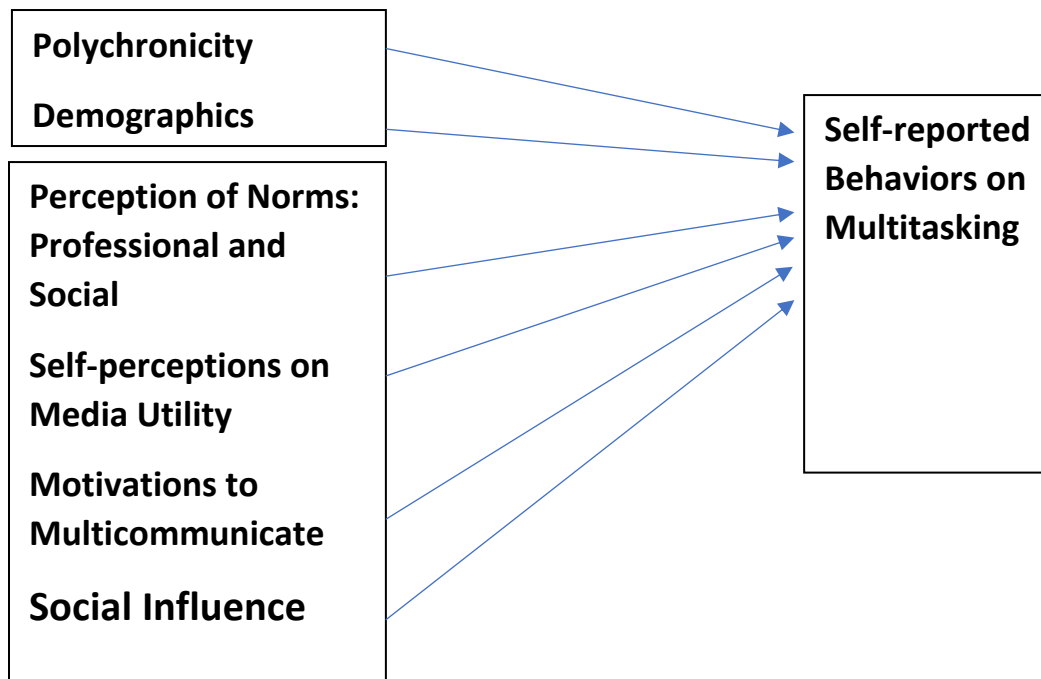 Polychronicity
Demographics
Perception of Norms:
Professional and
Social
Self-perceptions on
Media Utility
Motivations to
Multicommunicate
Social Influence
Self-reported
Behaviors on
Multitasking